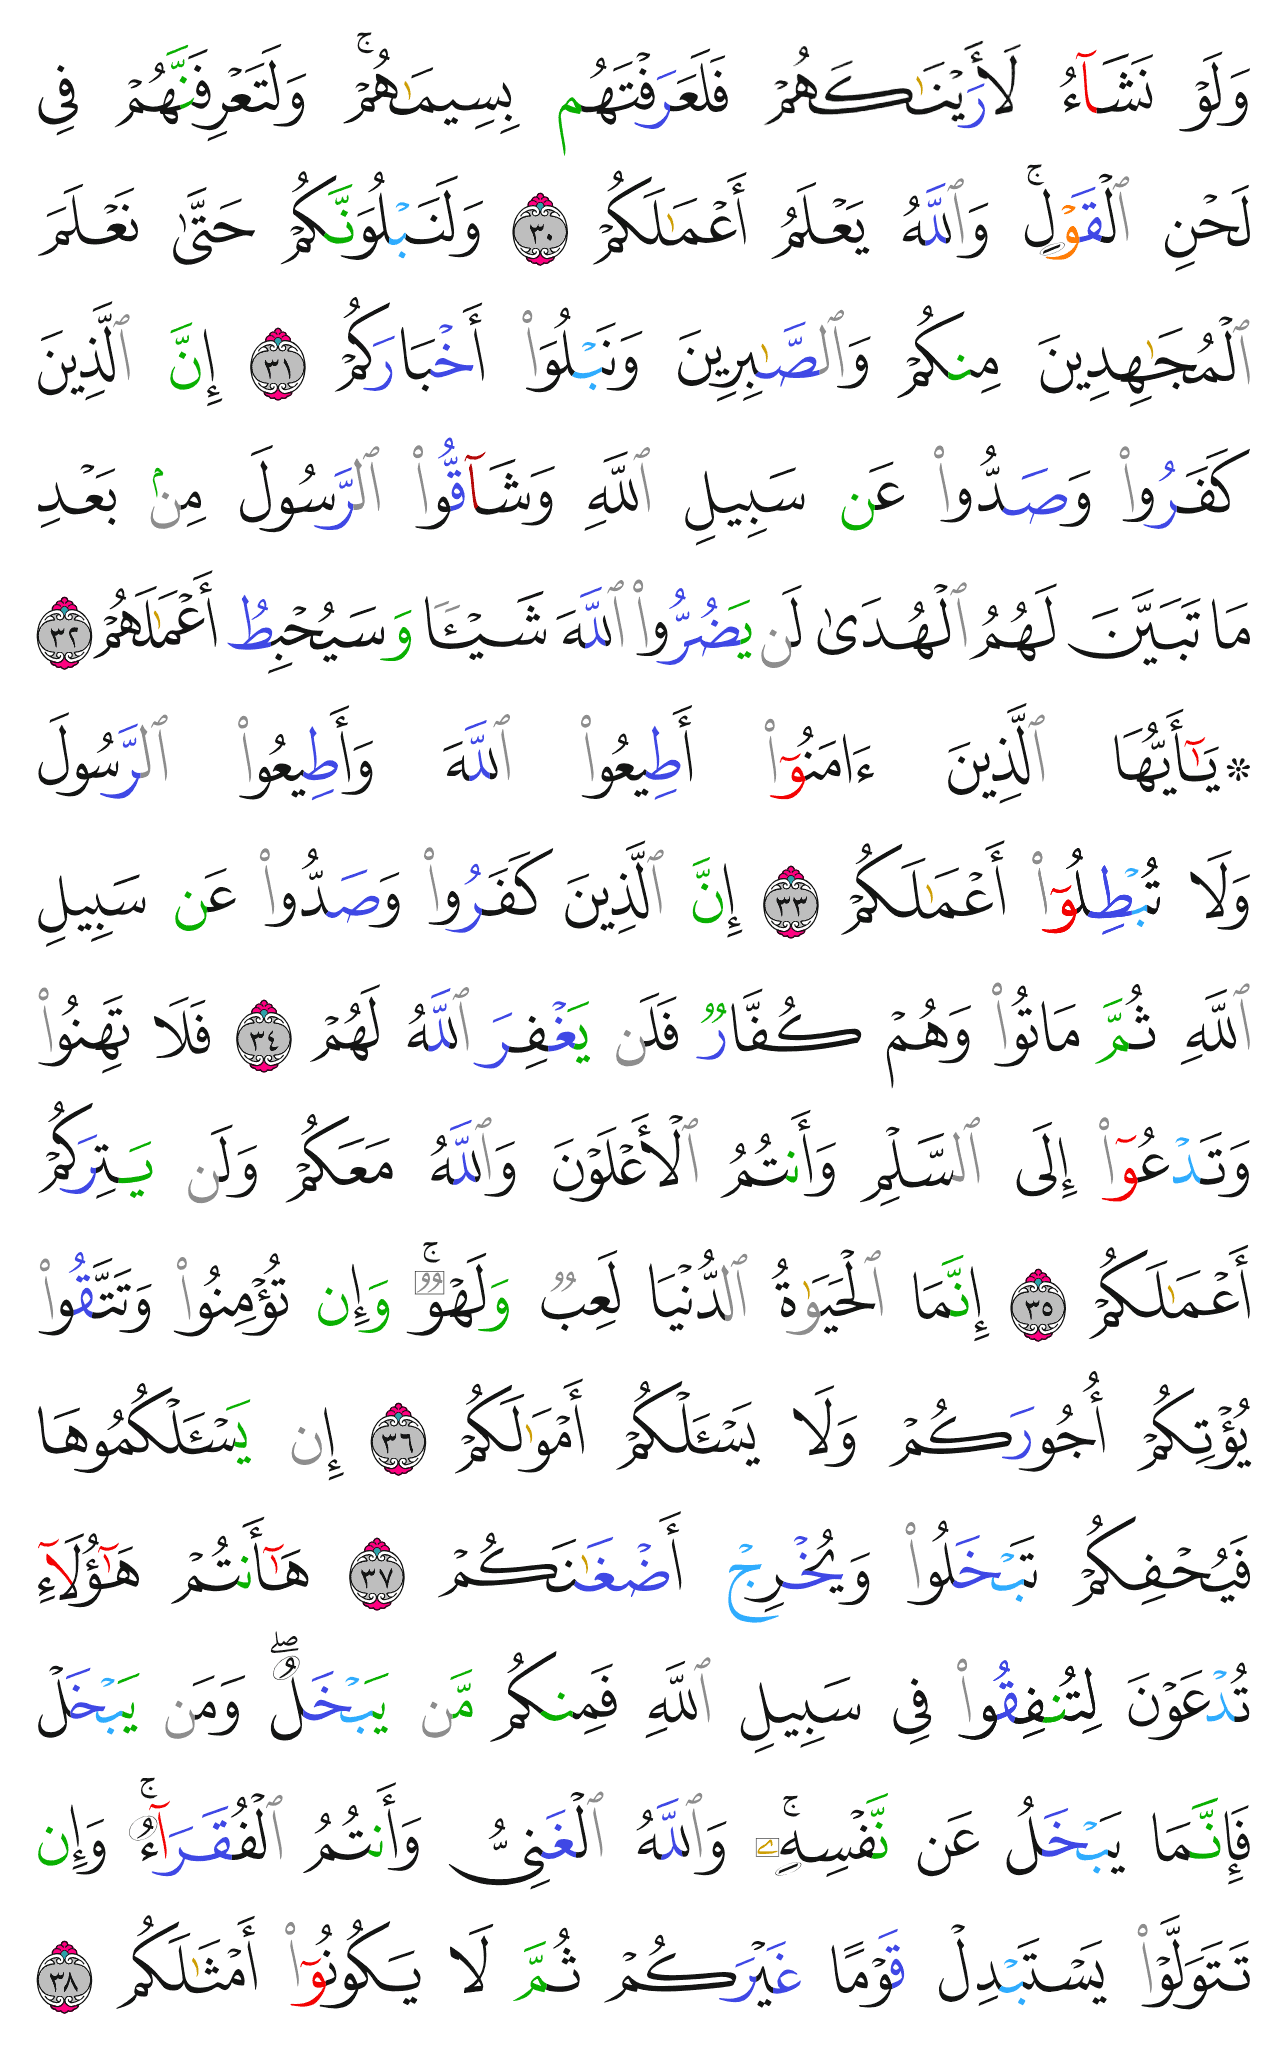 وَلَوْ نَشَآءُ لَأَرَيْنَٰكَهُمْ فَلَعَرَفْتَهُم بِسِيمَٰهُمْ ۚ وَلَتَعْرِفَنَّهُمْ فِى
لَحْنِ ٱلْقَوْلِ ۚ وَٱللَّهُ يَعْلَمُ أَعْمَٰلَكُمْ ٣٠ وَلَنَبْلُوَنَّكُمْ حَتَّىٰ نَعْلَمَ
ٱلْمُجَٰهِدِينَ مِنكُمْ وَٱلصَّٰبِرِينَ وَنَبْلُوَا۟ أَخْبَارَكُمْ ٣١ إِنَّ ٱلَّذِينَ
كَفَرُوا۟ وَصَدُّوا۟ عَن سَبِيلِ ٱللَّهِ وَشَآقُّوا۟ ٱلرَّسُولَ مِنۢ بَعْدِ
مَا تَبَيَّنَ لَهُمُ ٱلْهُدَىٰ لَن يَضُرُّوا۟ ٱللَّهَ شَيْـًٔا وَسَيُحْبِطُ أَعْمَٰلَهُمْ ٣٢
۞ يَٰٓأَيُّهَا ٱلَّذِينَ ءَامَنُوٓا۟ أَطِيعُوا۟ ٱللَّهَ وَأَطِيعُوا۟ ٱلرَّسُولَ
وَلَا تُبْطِلُوٓا۟ أَعْمَٰلَكُمْ ٣٣ إِنَّ ٱلَّذِينَ كَفَرُوا۟ وَصَدُّوا۟ عَن سَبِيلِ
ٱللَّهِ ثُمَّ مَاتُوا۟ وَهُمْ كُفَّارٌ فَلَن يَغْفِرَ ٱللَّهُ لَهُمْ ٣٤ فَلَا تَهِنُوا۟
وَتَدْعُوٓا۟ إِلَى ٱلسَّلْمِ وَأَنتُمُ ٱلْأَعْلَوْنَ وَٱللَّهُ مَعَكُمْ وَلَن يَتِرَكُمْ
أَعْمَٰلَكُمْ ٣٥ إِنَّمَا ٱلْحَيَوٰةُ ٱلدُّنْيَا لَعِبٌ وَلَهْوٌ ۚ وَإِن تُؤْمِنُوا۟ وَتَتَّقُوا۟
يُؤْتِكُمْ أُجُورَكُمْ وَلَا يَسْـَٔلْكُمْ أَمْوَٰلَكُمْ ٣٦ إِن يَسْـَٔلْكُمُوهَا
فَيُحْفِكُمْ تَبْخَلُوا۟ وَيُخْرِجْ أَضْغَٰنَكُمْ ٣٧ هَٰٓأَنتُمْ هَٰٓؤُلَآءِ
تُدْعَوْنَ لِتُنفِقُوا۟ فِى سَبِيلِ ٱللَّهِ فَمِنكُم مَّن يَبْخَلُ ۖ وَمَن يَبْخَلْ
فَإِنَّمَا يَبْخَلُ عَن نَّفْسِهِۦ ۚ وَٱللَّهُ ٱلْغَنِىُّ وَأَنتُمُ ٱلْفُقَرَآءُ ۚ وَإِن
تَتَوَلَّوْا۟ يَسْتَبْدِلْ قَوْمًا غَيْرَكُمْ ثُمَّ لَا يَكُونُوٓا۟ أَمْثَٰلَكُم ٣٨